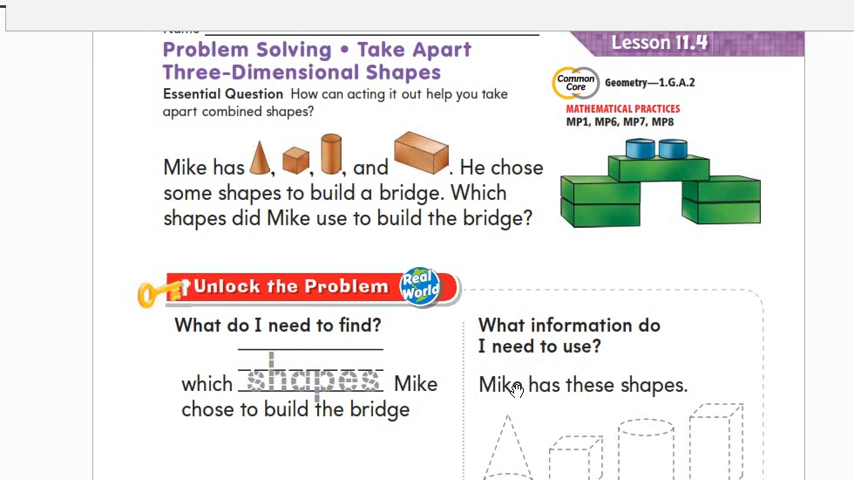 Name
Problem Solving • Take Apart
Three-Dimensional Shapes
Essential Question How can acting it out help you take
apart combined shapes?
Lesson 11.4
Common
Core
Geometry—1.G.A.2
MATHEMATICAL PRACTICES
MP1, MP6, MP7, MP8
Mike has , , , and . He chose
some shapes to build a bridge. Which
shapes did Mike use to build the bridge?
Unlock the Problem
Real
World
What do I need to find?
which shapes Mike
chose to build the bridge
What information do
I need to use?
Mike has these shapes.